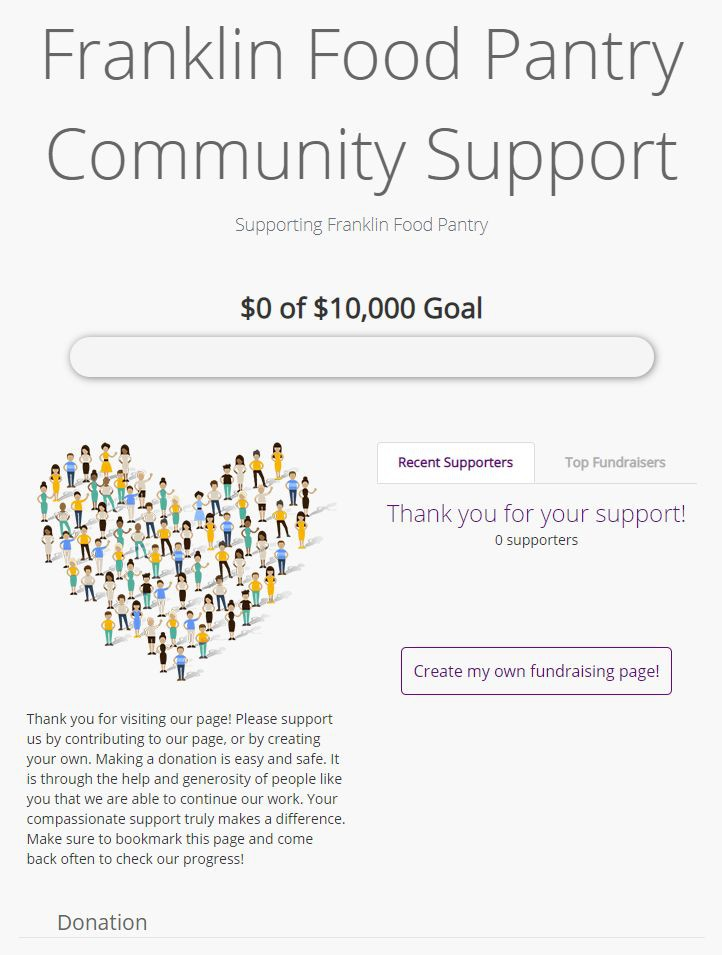 Franklin Food Pantry
Community Support
Supporting Franklin Food Pantry
$0 of $10,000 Goal
Recent Supporters
Top Fundraisers
Thank you for your support!
0 supporters
Create my own fundraising page!
Thank you for visiting our page! Please support
us by contributing to our page, or by creating
your own. Making a donation is easy and safe. It
is through the help and generosity of people like
you that we are able to continue our work. Your
compassionate support truly makes a difference.
Make sure to bookmark this page and come
back often to check our progress!
Donation